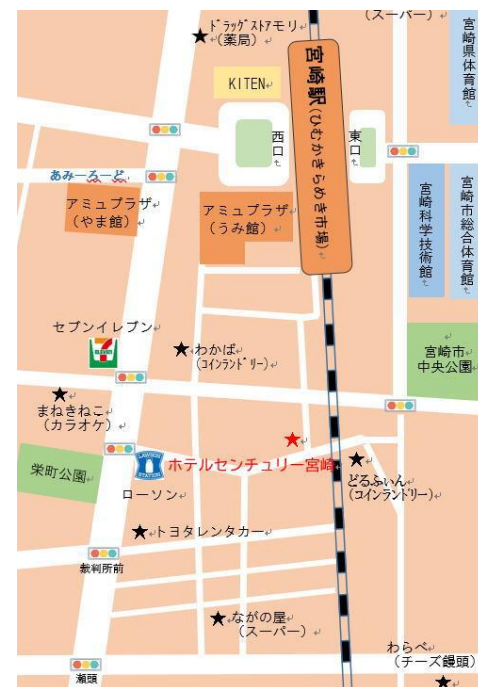 ドラッグストアモリ
(薬局)
(スーパー)
宮崎県体育館
KITEN
宮崎駅(ひむかきらめき市場)
西口
東口
あみーろーど
アミュプラザ
(やま館)
アミュプラザ
(うみ館)
宮崎科学技術館
宮崎市総合体育館
セブンイレブン
7
ELEVEN
わかば
(コインランドリー)
宮崎市
中央公園
まねきねこ
(カラオケ)
栄町公園
LAWSON
STATION
ホテルセンチュリー宮崎
ローソン
どるふぃん
(コインランドリー)
トヨタレンタカー
裁判所前
ながの屋
(スーパー)
わらべ
(チーズ饅頭)
瀬頭